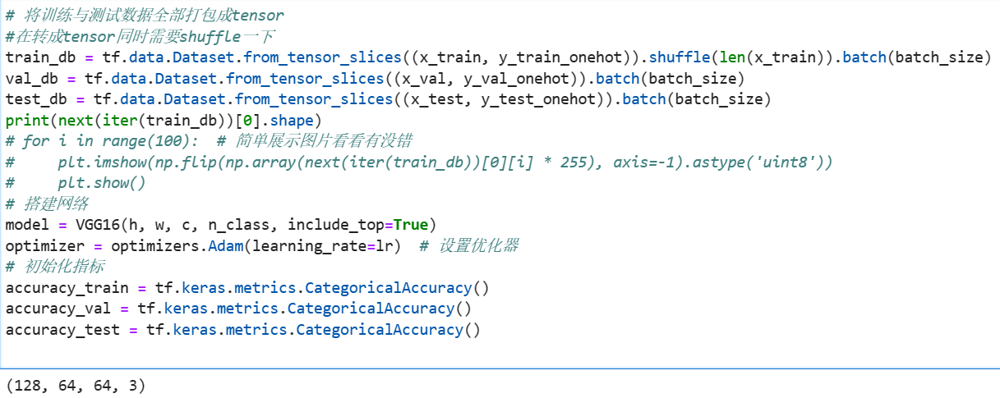 # 将训练与测试数据全部打包成tensor
#在转成tensor同时需要shuffle一下
train_db = tf.data.Dataset.from_tensor_slices((x_train, y_train_onehot)).shuffle(len(x_train)).batch(batch_size)
val_db = tf.data.Dataset.from_tensor_slices((x_val, y_val_onehot)).batch(batch_size)
test_db = tf.data.Dataset.from_tensor_slices((x_test, y_test_onehot)).batch(batch_size)
print(next(iter(train_db))[0].shape)
# for i in range(100):  # 简单展示图片看看有没错
#     plt.imshow(np.flip(np.array(next(iter(train_db))[0][i] * 255), axis=-1).astype('uint8'))
#     plt.show()
# 搭建网络
model = VGG16(h, w, c, n_class, include_top=True)
optimizer = optimizers.Adam(learning_rate=lr)  # 设置优化器
# 初始化指标
accuracy_train = tf.keras.metrics.CategoricalAccuracy()
accuracy_val = tf.keras.metrics.CategoricalAccuracy()
accuracy_test = tf.keras.metrics.CategoricalAccuracy()
(128, 64, 64, 3)